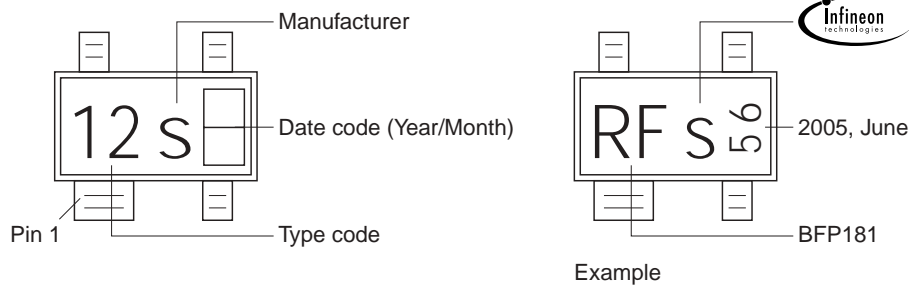 Manufacturer
Infineon
technologies
12 s
Date code (Year/Month)
RF s 56
2005, June
Pin 1
Type code
BFP181
Example